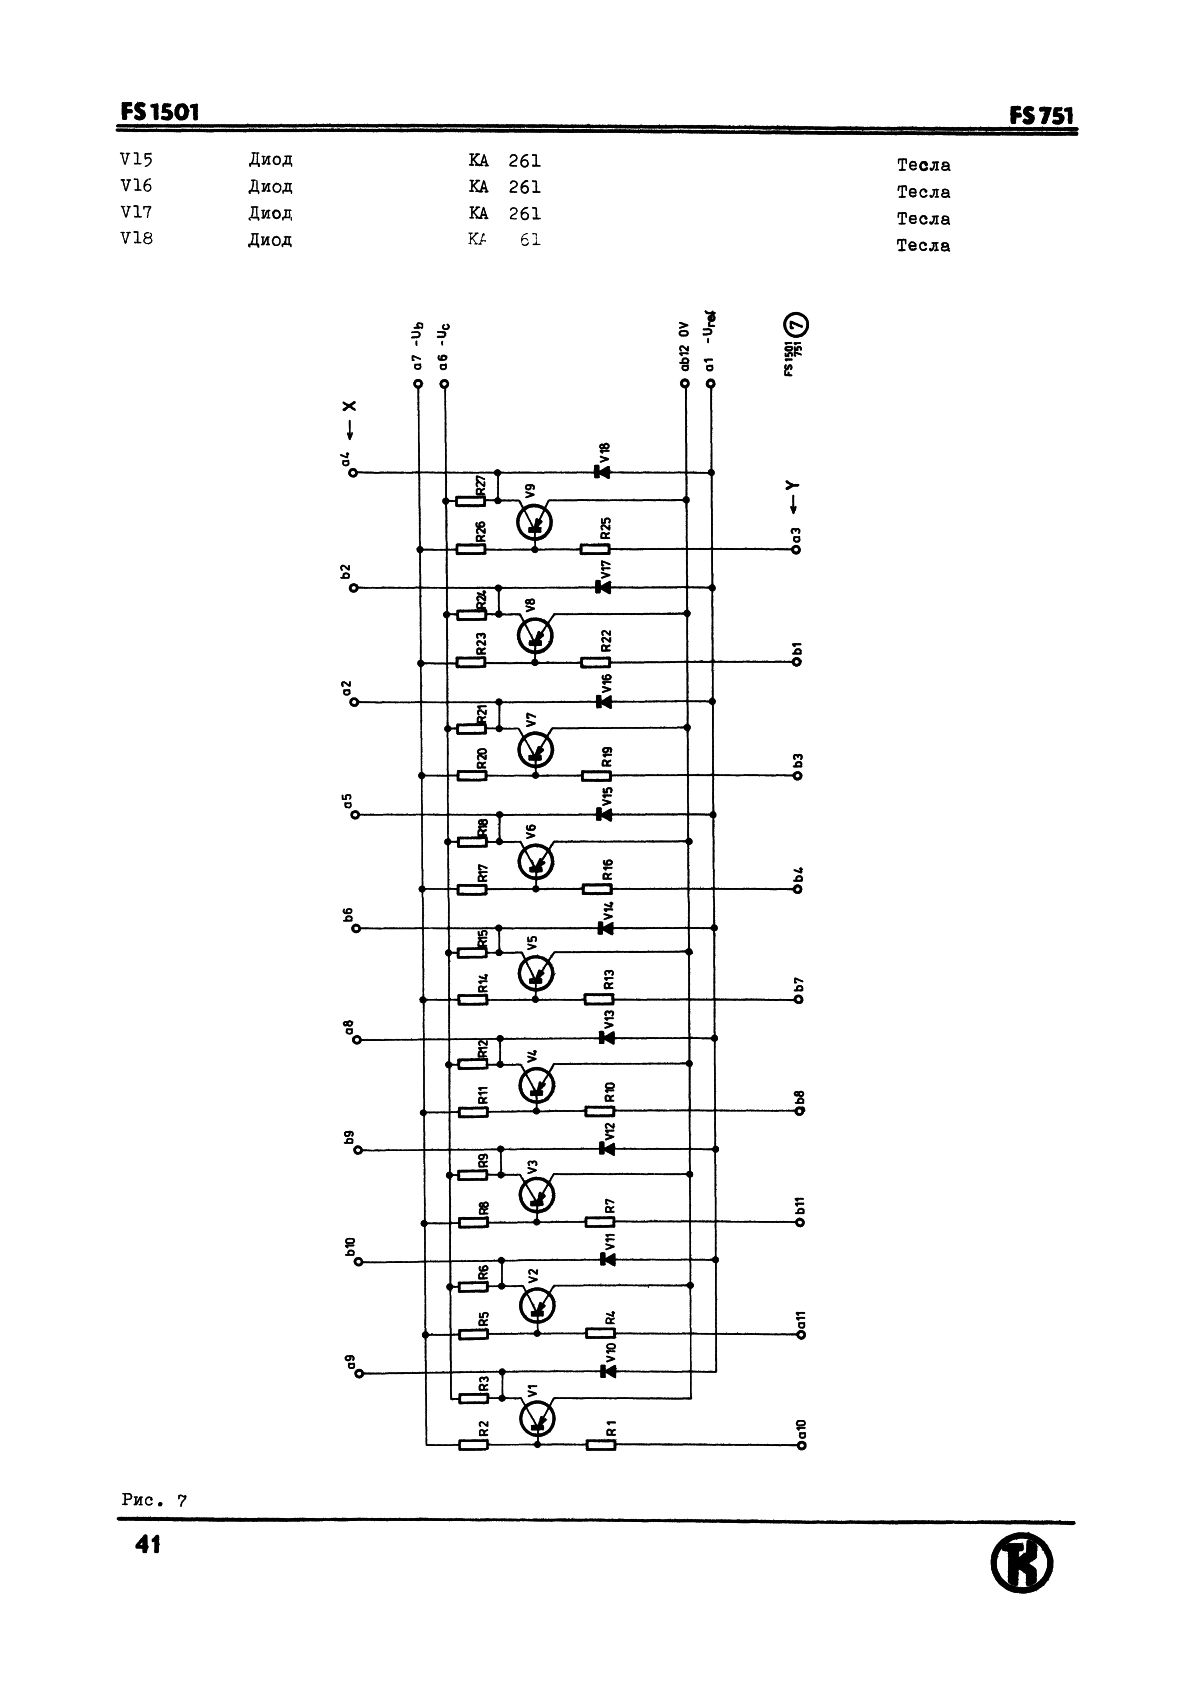 FS 1501 FS 751
V15 Диод KA 261 Тесла
V16 Диод KA 261 Тесла
V17 Диод KA 261 Тесла
V18 Диод KA 61 Тесла
a7 -Ub
a6 -Uc
ab12 0V
a1 -Uref
FS 1501
751
7
← X
a4
R27
V9
V18
← Y
R26
R25
a3
b2
R24
V8
V17
R23
R22
b1
a2
R21
V7
V16
R20
R19
b3
a5
R18
V6
V15
R17
R16
b4
b6
R15
V5
V14
R14
R13
b7
a8
R12
V4
V13
R11
R10
b8
b9
R9
V3
V12
R8
R7
b11
b10
R6
V2
V11
R5
R4
a11
a9
R3
V1
V10
R2
R1
a10
Рис. 7
41
TK